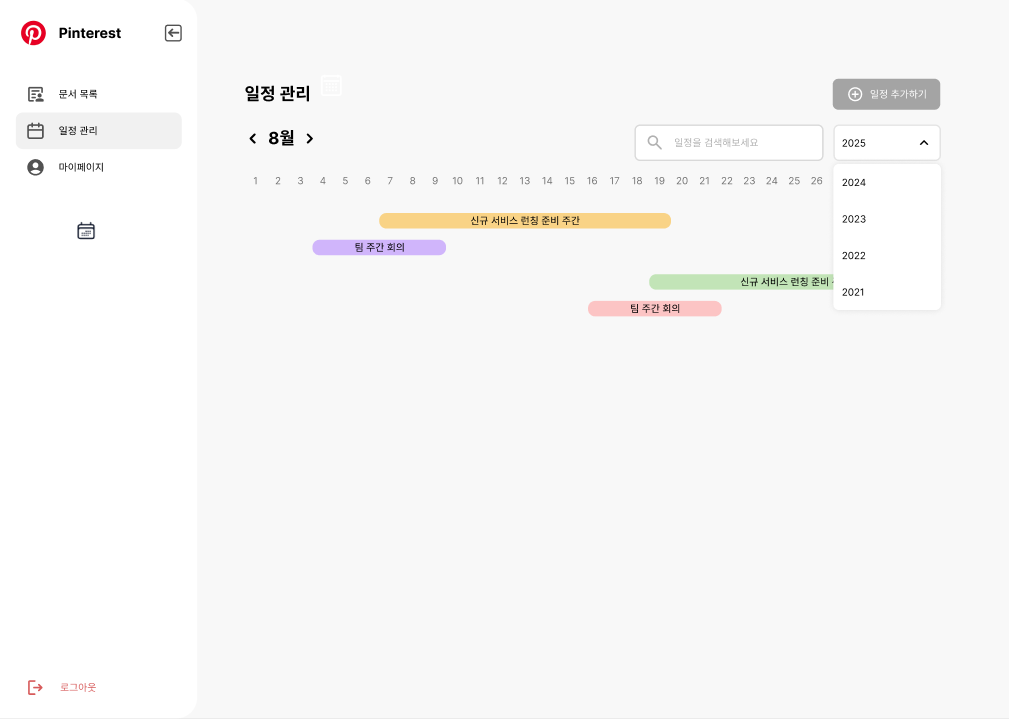 Pinterest
문서 목록
일정 관리
마이페이지
로그아웃
일정 관리
일정 추가하기
8월
일정을 검색해보세요
2025
2024
2023
2022
2021
1 2 3 4 5 6 7 8 9 10 11 12 13 14 15 16 17 18 19 20 21 22 23 24 25 26
신규 서비스 런칭 준비 주간
팀 주간 회의
신규 서비스 런칭 준비
팀 주간 회의